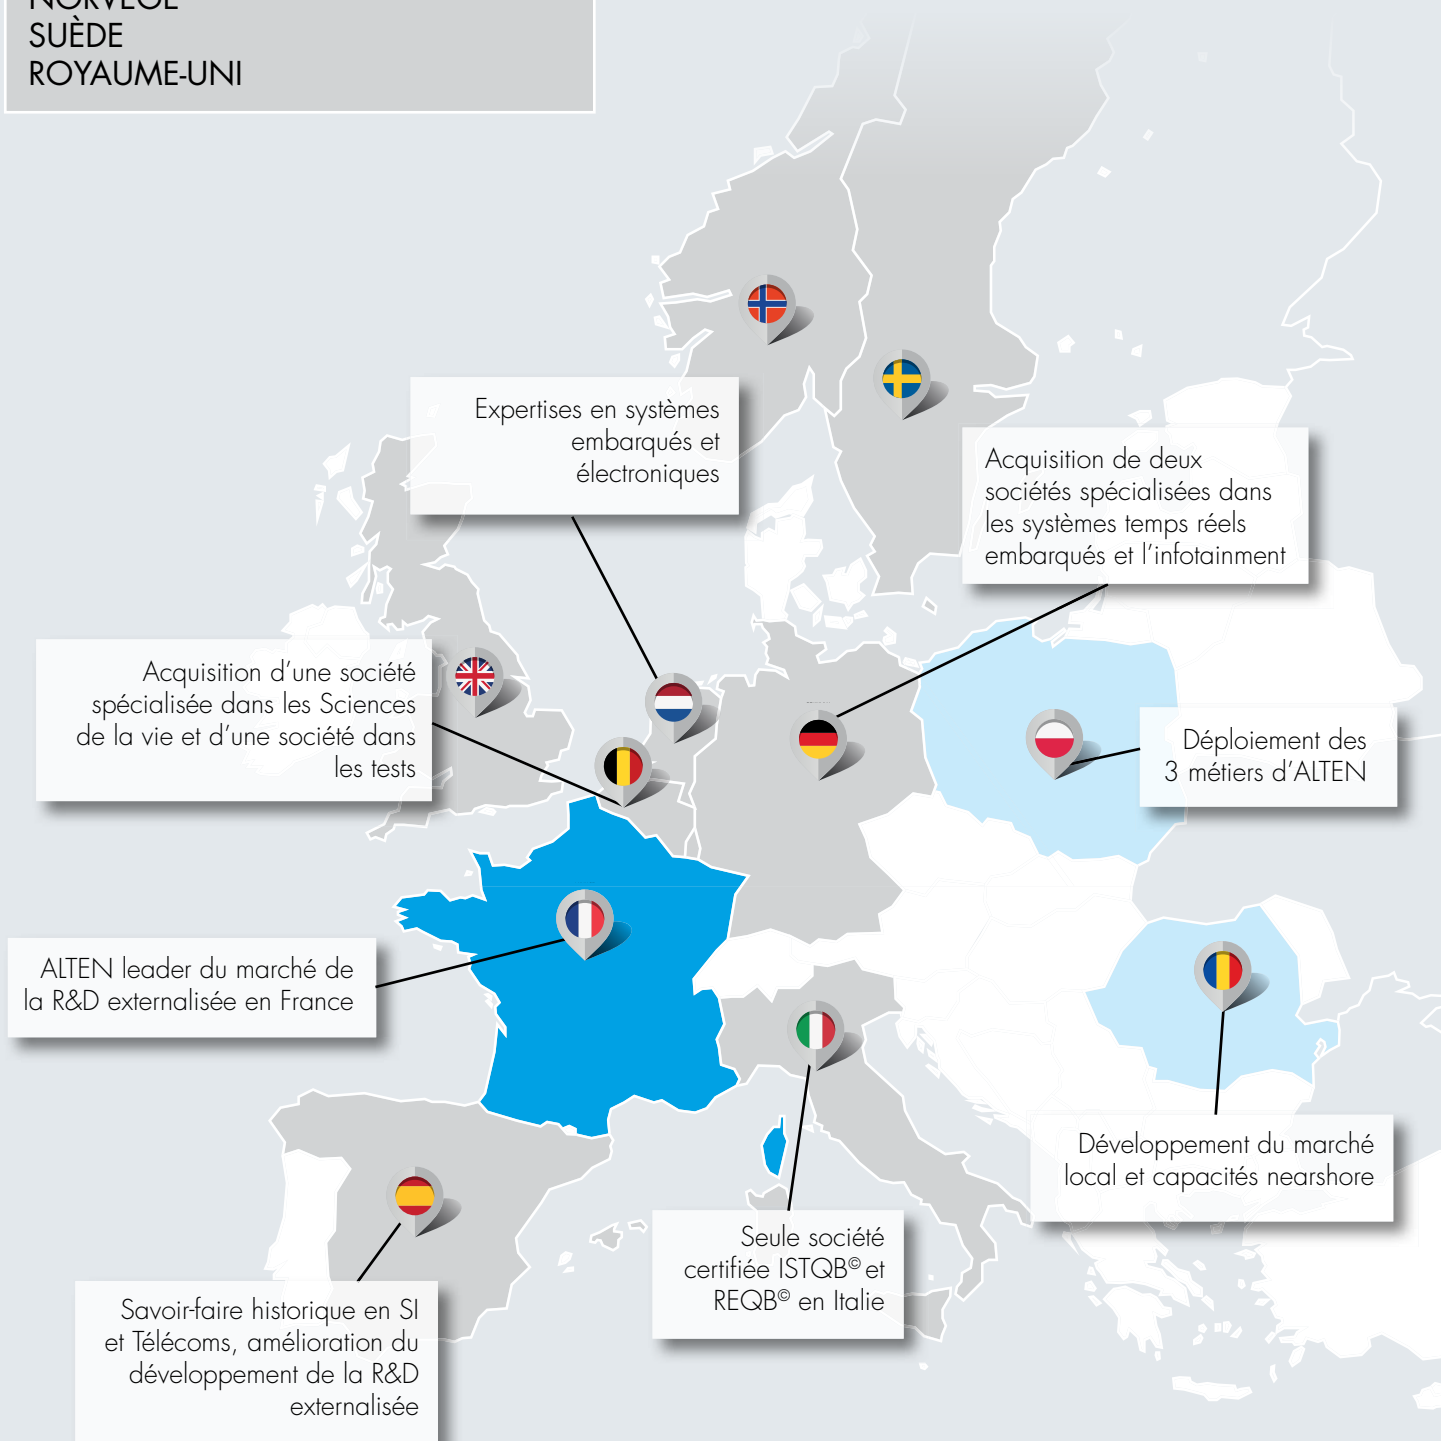 NORVÈGE
SUÈDE
ROYAUME-UNI
Expertises en systèmes
embarqués et
électroniques
Acquisition de deux
sociétés spécialisées dans
les systèmes temps réels
embarqués et l’infotainment
Acquisition d’une société
spécialisée dans les Sciences
de la vie et d’une société dans
les tests
Déploiement des
3 métiers d’ALTEN
ALTEN leader du marché de
la R&D externalisée en France
Développement du marché
local et capacités nearshore
Seule société
certifiée ISTQB© et
REQB© en Italie
Savoir-faire historique en SI
et Télécoms, amélioration du
développement de la R&D
externalisée